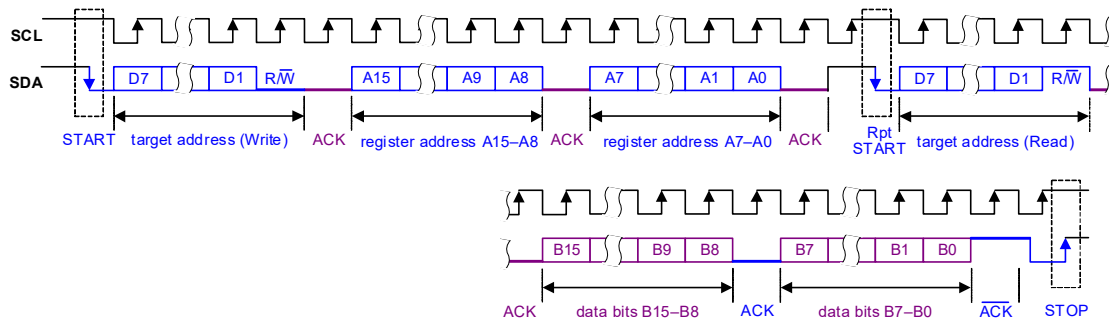 SCL
SDA D7 D1 R/W̅ A15 A9 A8 A7 A1 A0 D7 D1 R/W̅
START target address (Write) ACK register address A15–A8 ACK register address A7–A0 ACK Rpt START target address (Read)
B15 B9 B8 B7 B1 B0
ACK data bits B15–B8 ACK data bits B7–B0 A̅C̅K̅ STOP